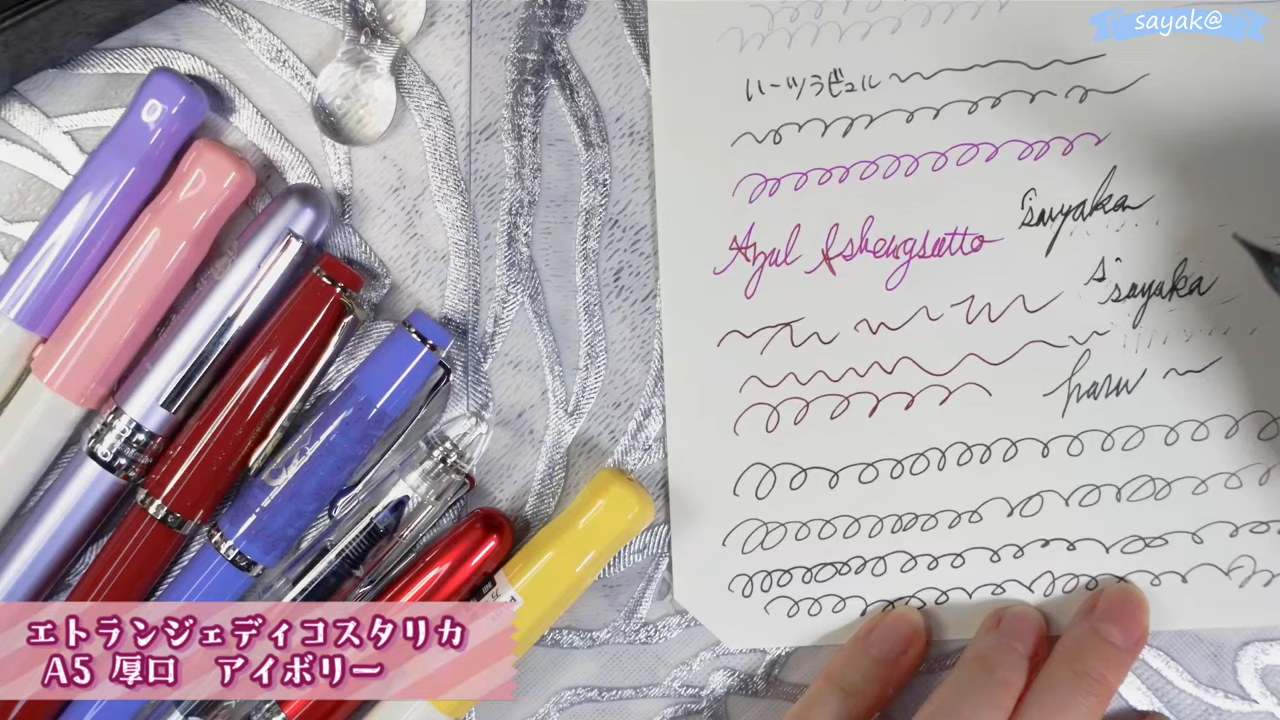 sayak@
ハーツラビュル
sayaka
Azul Ashengrotto
sayaka
haru
エトランジェディコスタリカ
A5 厚口 アイボリー